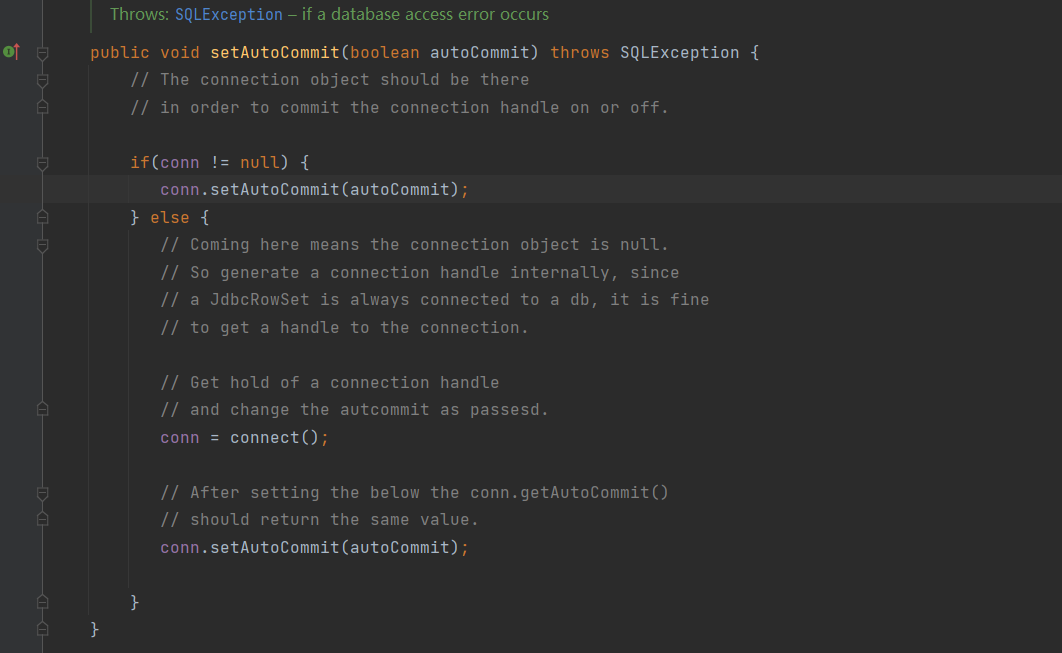 Throws: SQLException – if a database access error occurs
public void setAutoCommit(boolean autoCommit) throws SQLException {
// The connection object should be there
// in order to commit the connection handle on or off.
if(conn != null) {
conn.setAutoCommit(autoCommit);
} else {
// Coming here means the connection object is null.
// So generate a connection handle internally, since
// a JdbcRowSet is always connected to a db, it is fine
// to get a handle to the connection.
// Get hold of a connection handle
// and change the autcommit as passesd.
conn = connect();
// After setting the below the conn.getAutoCommit()
// should return the same value.
conn.setAutoCommit(autoCommit);
}
}